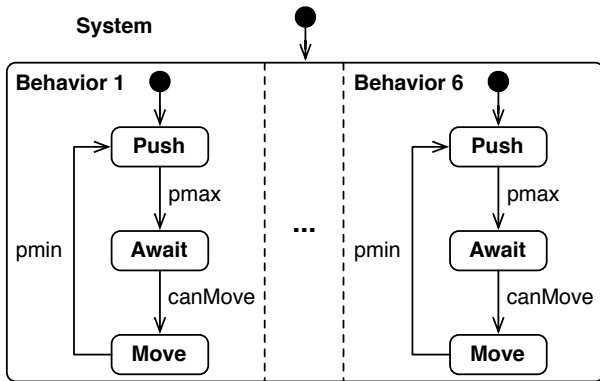 System
Behavior 1
Push
pmax
pmin
Await
canMove
Move
...
Behavior 6
Push
pmax
pmin
Await
canMove
Move